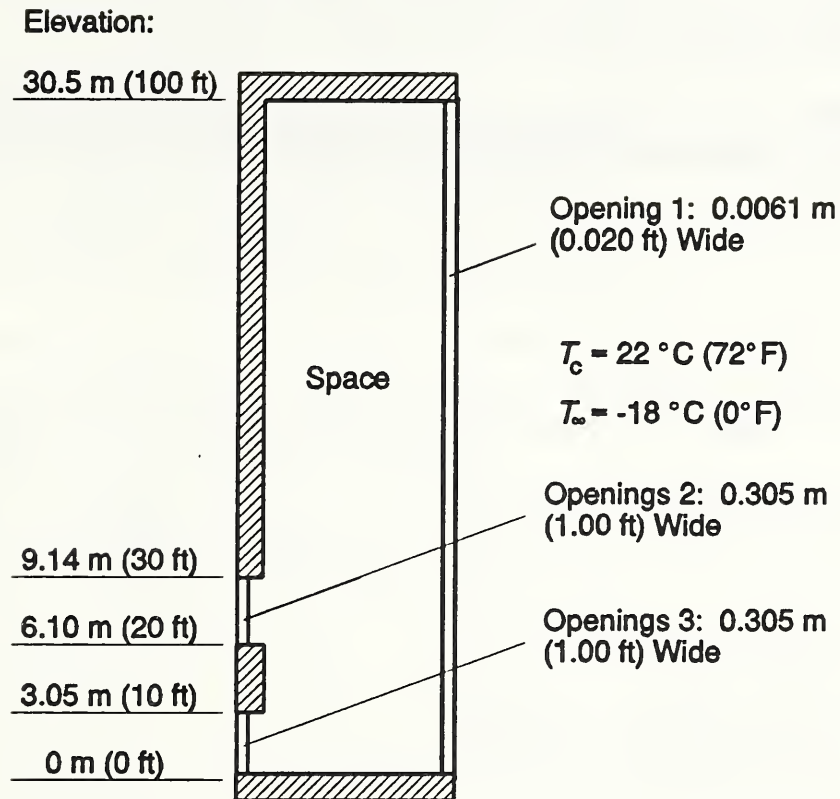 Elevation:
30.5 m (100 ft)
Opening 1: 0.0061 m
(0.020 ft) Wide
Space
T_c = 22 °C (72°F)
T_∞ = -18 °C (0°F)
Openings 2: 0.305 m
(1.00 ft) Wide
9.14 m (30 ft)
6.10 m (20 ft)
Openings 3: 0.305 m
(1.00 ft) Wide
3.05 m (10 ft)
0 m (0 ft)